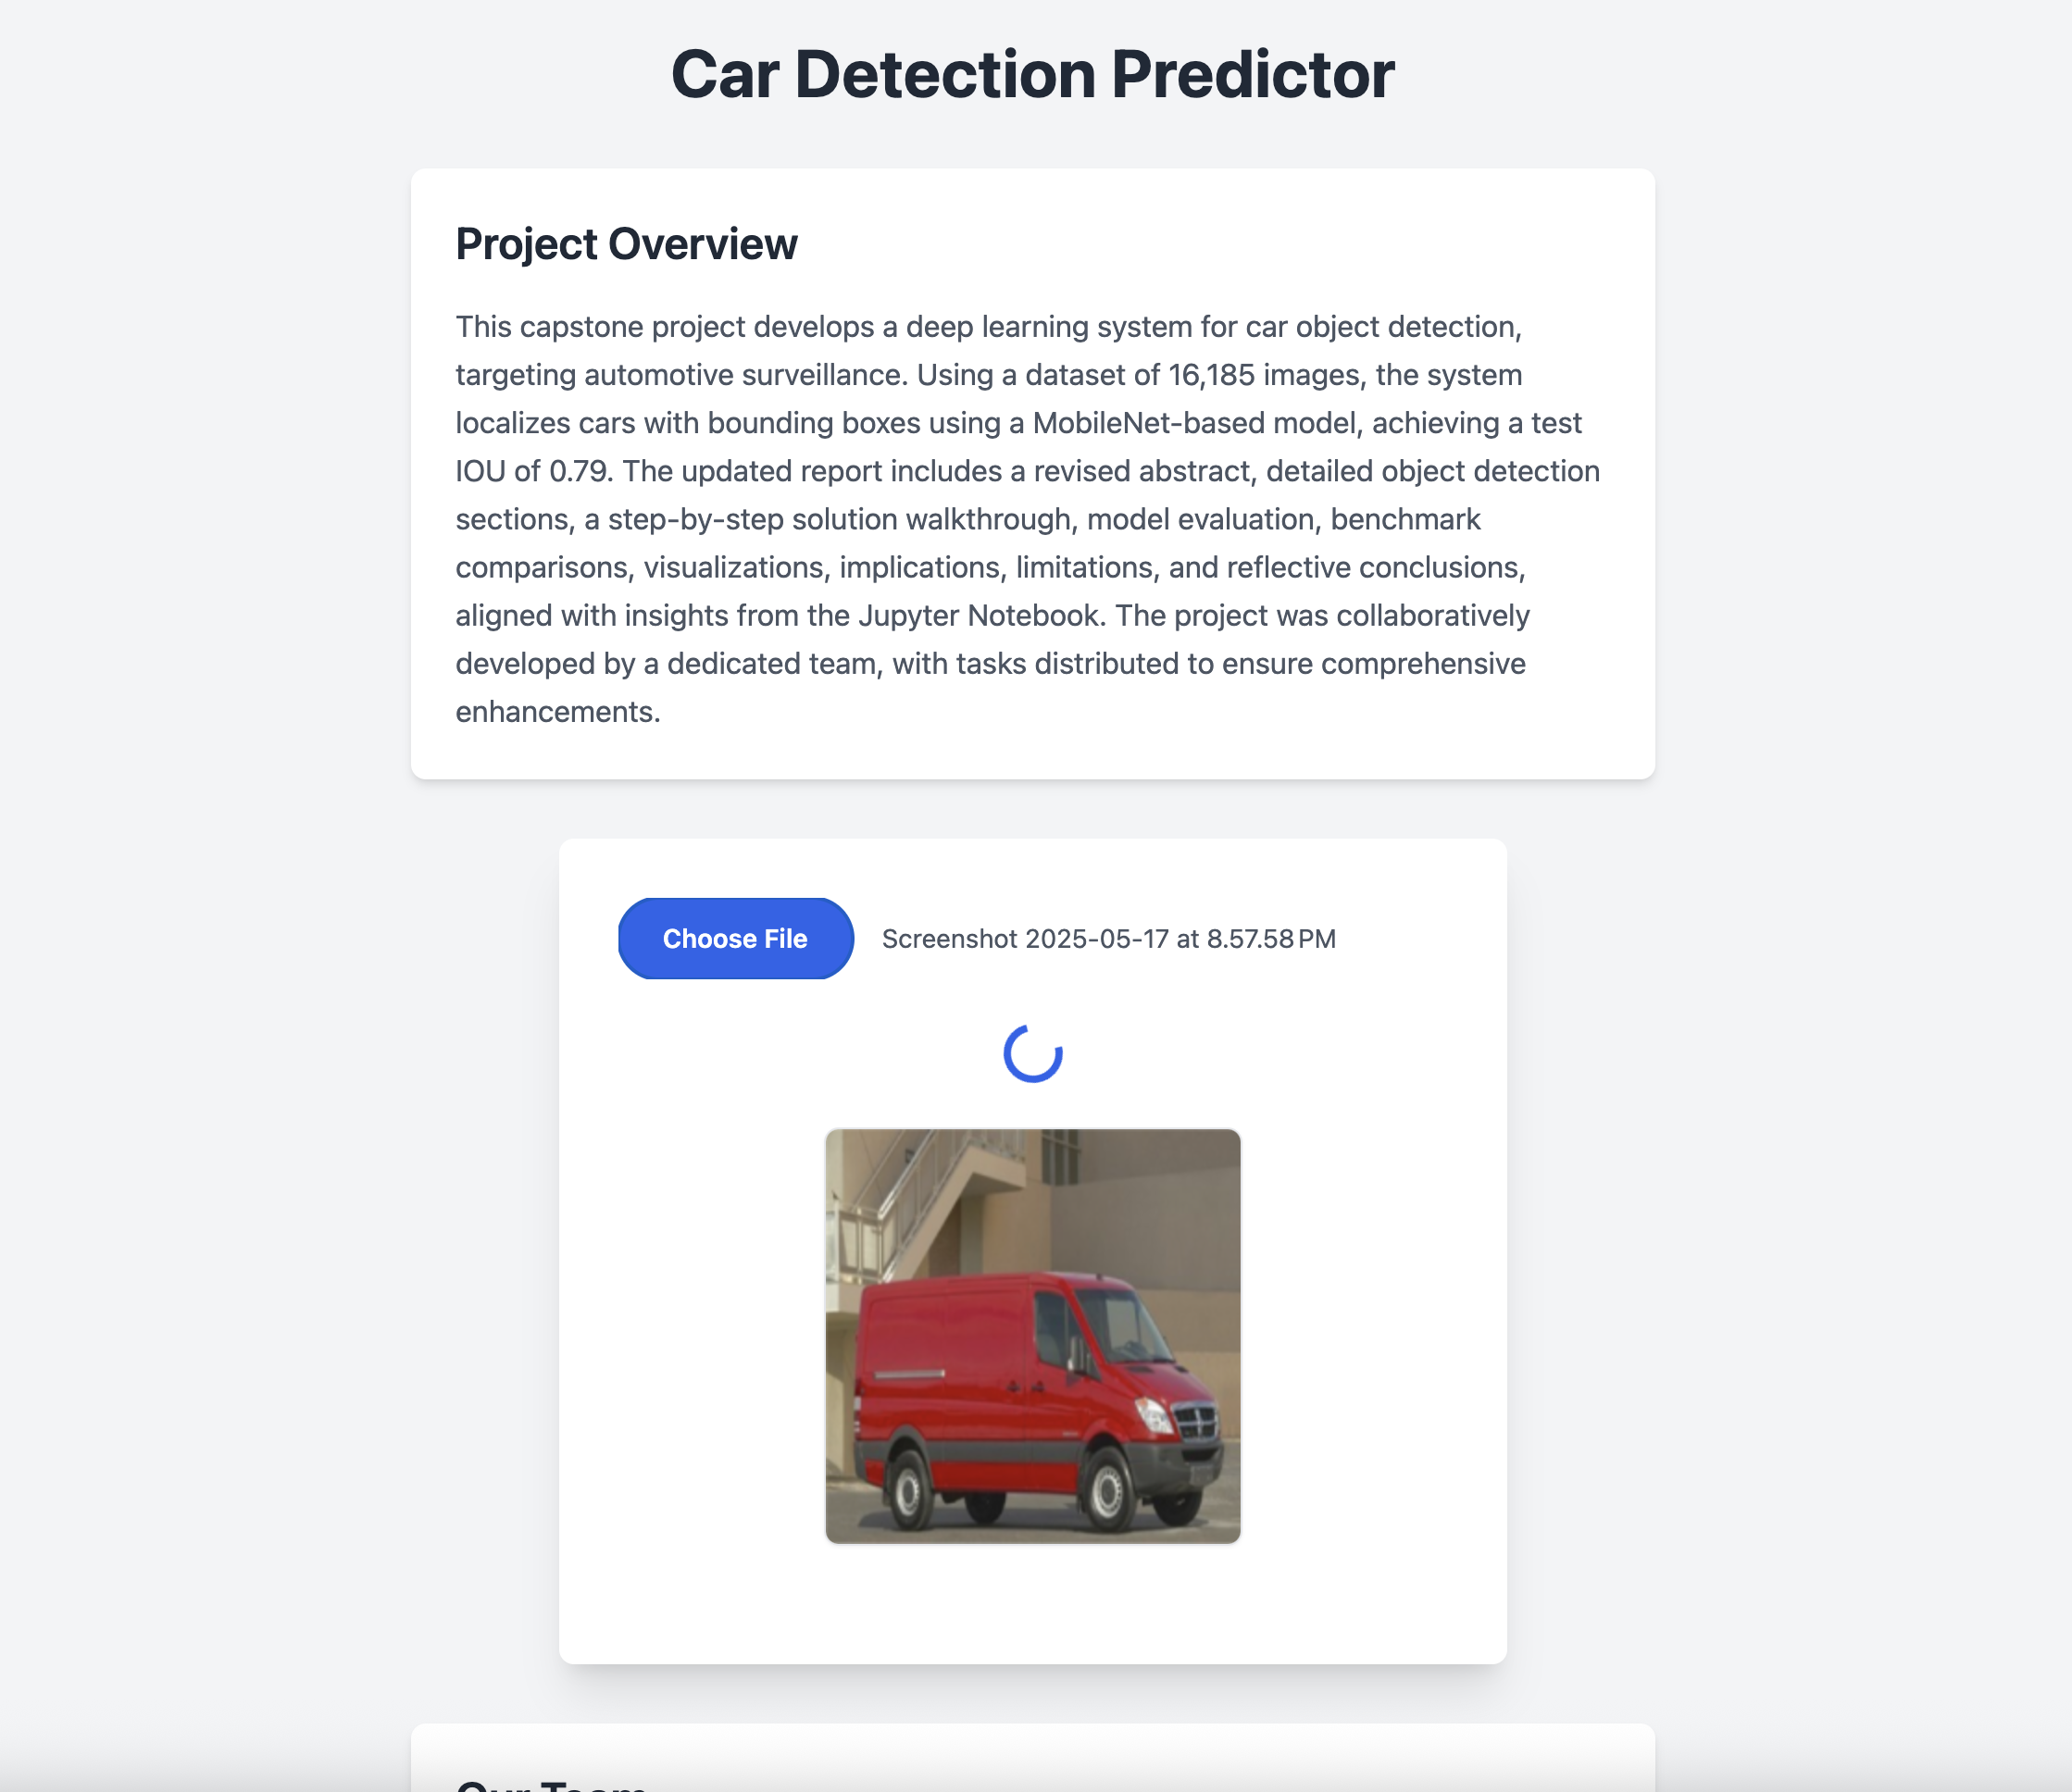 Car Detection Predictor
Project Overview
This capstone project develops a deep learning system for car object detection,
targeting automotive surveillance. Using a dataset of 16,185 images, the system
localizes cars with bounding boxes using a MobileNet-based model, achieving a test
IOU of 0.79. The updated report includes a revised abstract, detailed object detection
sections, a step-by-step solution walkthrough, model evaluation, benchmark
comparisons, visualizations, implications, limitations, and reflective conclusions,
aligned with insights from the Jupyter Notebook. The project was collaboratively
developed by a dedicated team, with tasks distributed to ensure comprehensive
enhancements.
Choose File Screenshot 2025-05-17 at 8.57.58 PM
Our Team